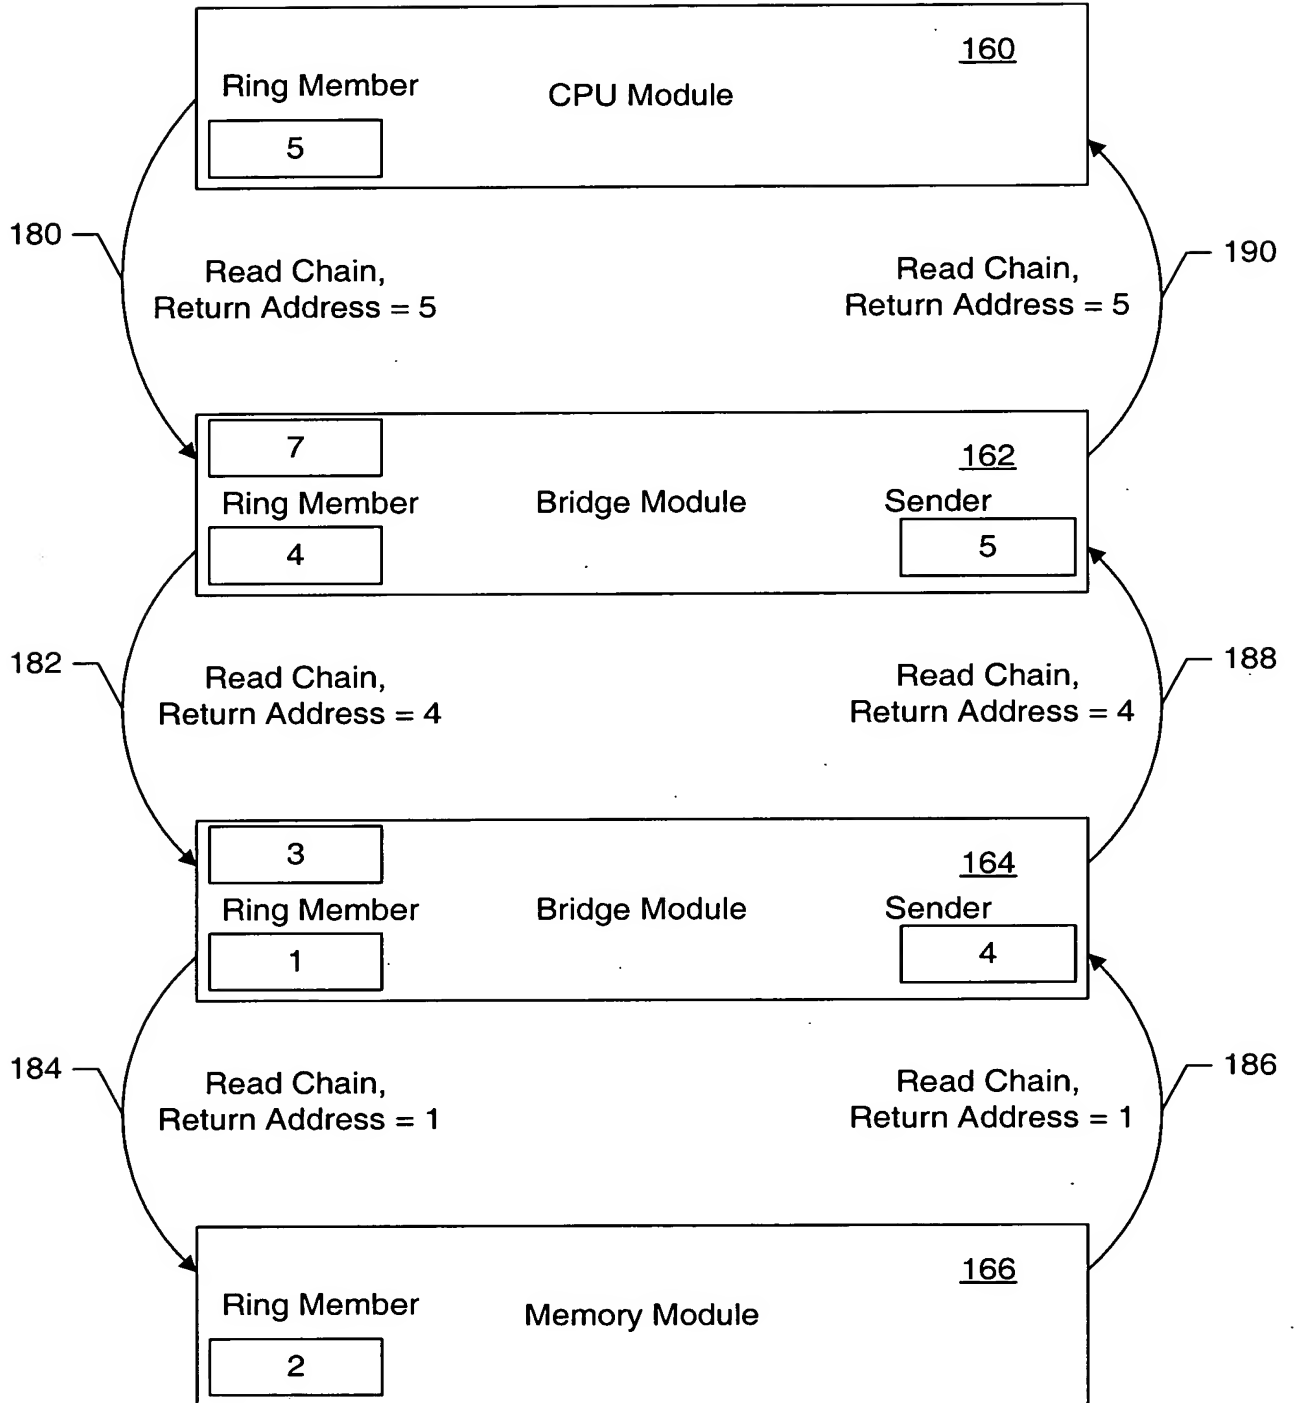 160
Ring Member
CPU Module
5
180
190
Read Chain,
Return Address = 5
Read Chain,
Return Address = 5
7
162
Ring Member
Bridge Module
Sender
4
5
182
188
Read Chain,
Return Address = 4
Read Chain,
Return Address = 4
3
164
Ring Member
Bridge Module
Sender
1
4
184
186
Read Chain,
Return Address = 1
Read Chain,
Return Address = 1
166
Ring Member
Memory Module
2